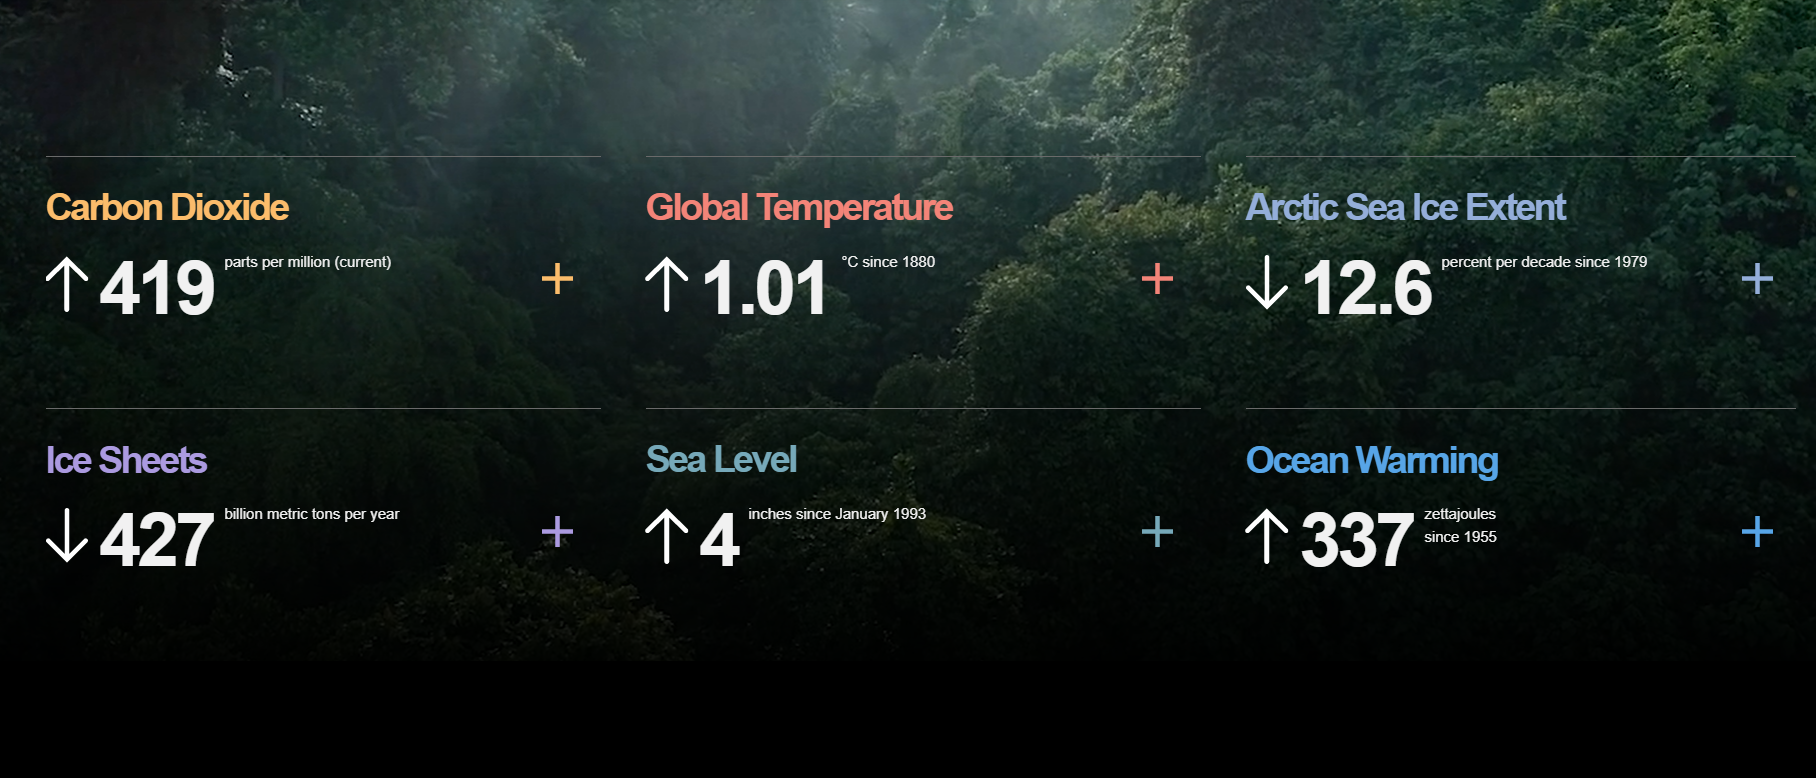 Carbon Dioxide
↑ 419 parts per million (current)
+
Global Temperature
↑ 1.01 °C since 1880
+
Arctic Sea Ice Extent
↓ 12.6 percent per decade since 1979
+
Ice Sheets
↓ 427 billion metric tons per year
+
Sea Level
↑ 4 inches since January 1993
+
Ocean Warming
↑ 337 zettajoules
since 1955
+